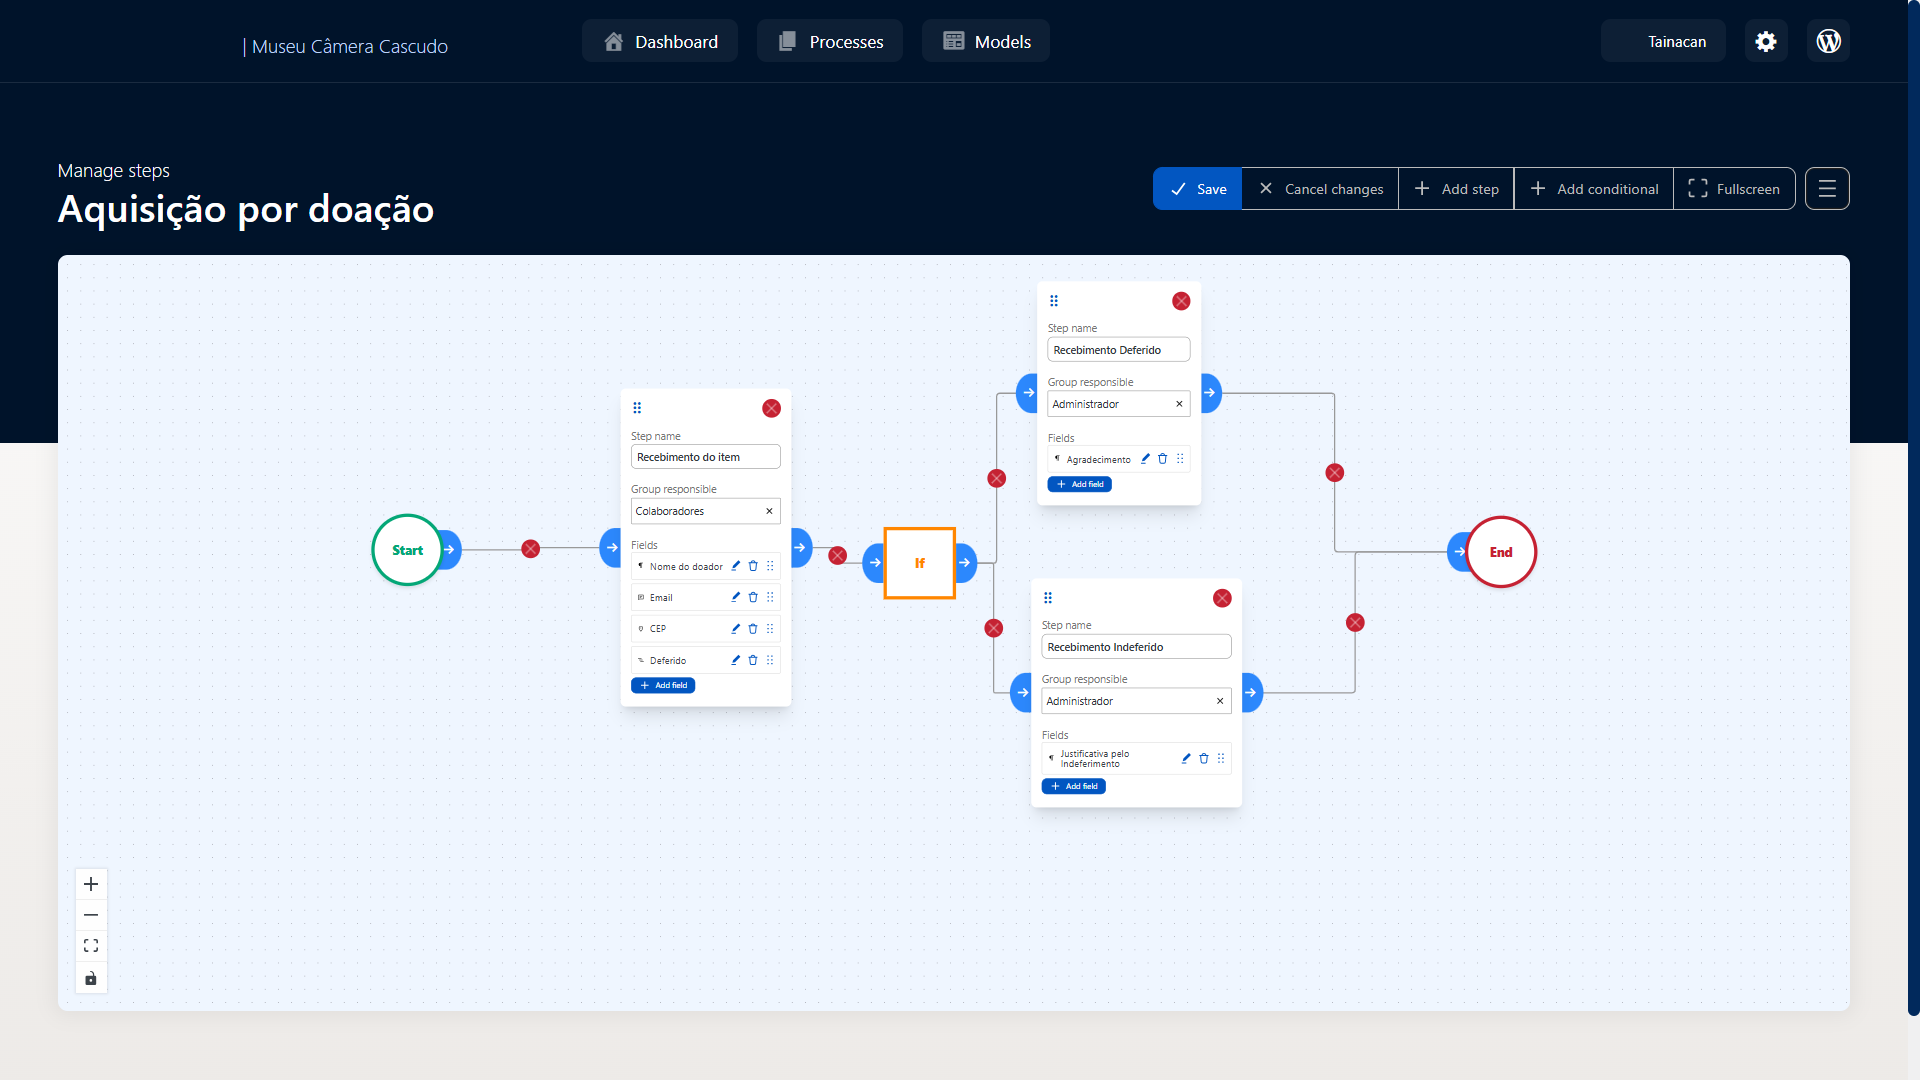 | Museu Câmera Cascudo
Dashboard
Processes
Models
Tainacan
Manage steps
Aquisição por doação
Save
Cancel changes
Add step
Add conditional
Fullscreen
Start
Step name
Recebimento do item
Group responsible
Colaboradores
Fields
Nome do doador
Email
CEP
Deferido
Add field
If
Step name
Recebimento Deferido
Group responsible
Administrador
Fields
Agradecimento
Add field
Step name
Recebimento Indeferido
Group responsible
Administrador
Fields
Justificativa pelo
Indeferimento
Add field
End